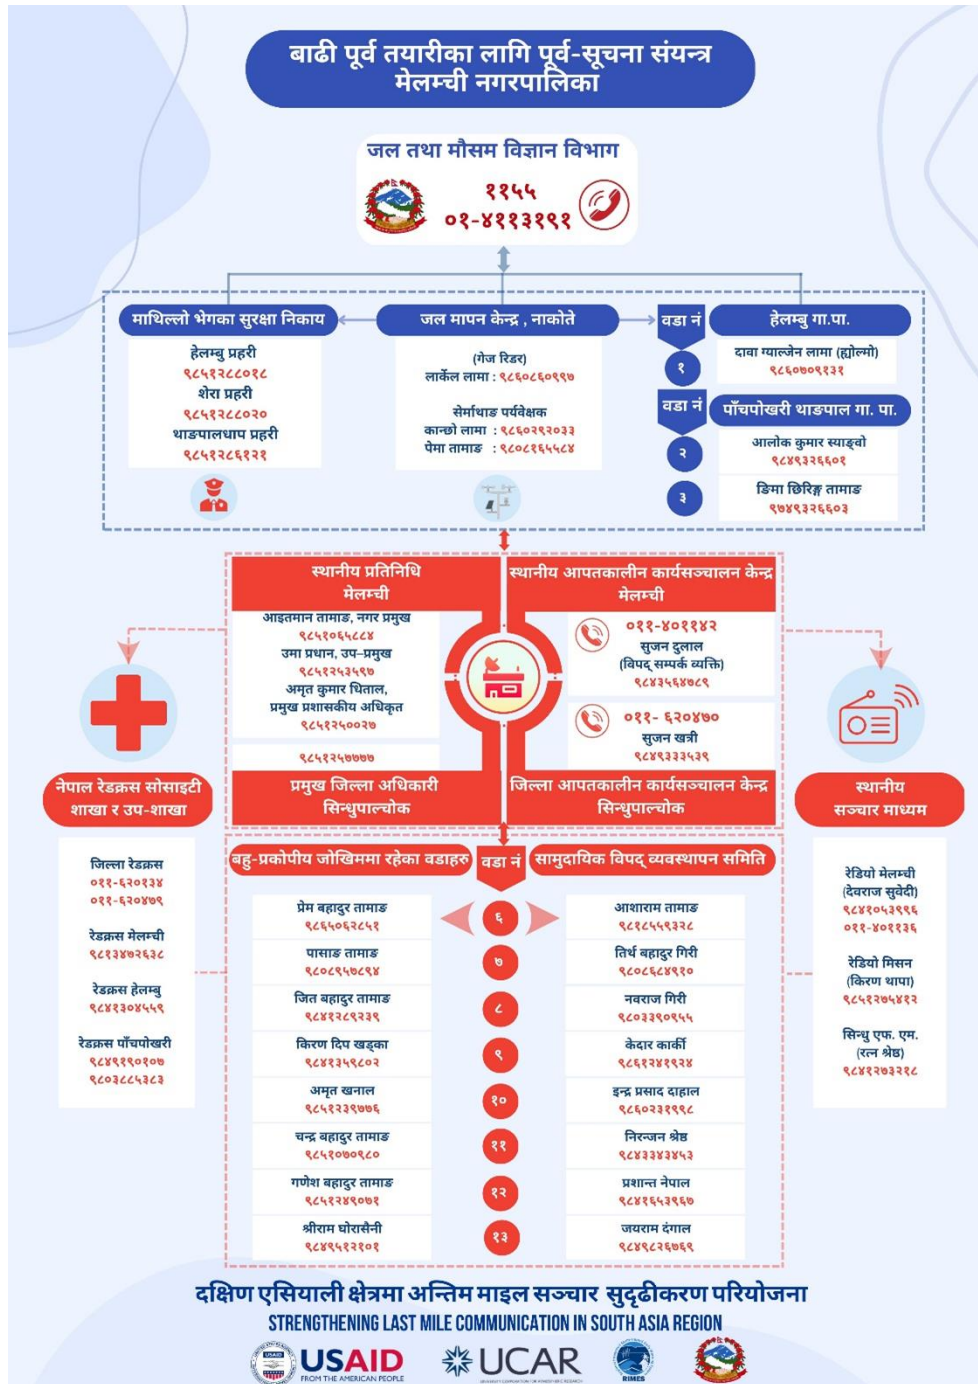 बाढी पूर्व तयारीका लागि पूर्व-सूचना संयन्त्र
मेलम्ची नगरपालिका
जल तथा मौसम विज्ञान विभाग
११५५
०१-४११३१९१
माथिल्लो भेगका सुरक्षा निकाय
हेलम्बु प्रहरी
९८५१२८८०१८
शेरा प्रहरी
९८५१२८८०२०
थाङपालधाप प्रहरी
९८५१२८६१२१
जल मापन केन्द्र , नाकोते
(गेज रिडर)
लार्केल लामा : ९८६०८६०९९७
सेर्माथाङ पर्यवेक्षक
कान्छो लामा : ९८६०२९२०३३
पेमा तामाङ : ९८०८१६५५८४
वडा नं
हेलम्बु गा.पा.
१
दावा ग्याल्जेन लामा (ह्योल्मो)
९८६०७०९१३१
वडा नं
पाँचपोखरी थाङपाल गा. पा.
२
आलोक कुमार स्याङ्वो
९८४९३२६६०१
३
ङिमा छिरिङ्ग तामाङ
९७४९३२६६०३
स्थानीय प्रतिनिधि
मेलम्ची
आइतमान तामाङ, नगर प्रमुख
९८५१०६५८८४
उमा प्रधान, उप–प्रमुख
९८५१२५३५९७
अमृत कुमार धिताल,
प्रमुख प्रशासकीय अधिकृत
९८५१२५००२७
९८५१२५७७७७
प्रमुख जिल्ला अधिकारी
सिन्धुपाल्चोक
स्थानीय आपतकालीन कार्यसञ्चालन केन्द्र
मेलम्ची
०११-४०११४२
सुजन दुलाल
(विपद् सम्पर्क व्यक्ति)
९८४३५६४७८९
०११- ६२०४७०
सुजन खत्री
९८४९३३३५३९
जिल्ला आपतकालीन कार्यसञ्चालन केन्द्र
सिन्धुपाल्चोक
नेपाल रेडक्रस सोसाइटी
शाखा र उप-शाखा
जिल्ला रेडक्रस
०११-६२०१३४
०११-६२०४७९
रेडक्रस मेलम्ची
९८१३४७२६३८
रेडक्रस हेलम्बु
९८४१३०४५५९
रेडक्रस पाँचपोखरी
९८४९१९०१०७
९८०३८८५३८३
स्थानीय
सञ्चार माध्यम
रेडियो मेलम्ची
(देवराज सुवेदी)
९८४१०५३९९६
०११-४०११३६
रेडियो मिसन
(किरण थापा)
९८५१२७५४१२
सिन्धु एफ. एम.
(रत्न श्रेष्ठ)
९८४१२७३२१८
बहु-प्रकोपीय जोखिममा रहेका वडाहरु
वडा नं
सामुदायिक विपद् व्यवस्थापन समिति
प्रेम बहादुर तामाङ
९८६५०६२८५१
६
आशाराम तामाङ
९८१८५५९३२८
पासाङ तामाङ
९८०८९५७८९४
७
तिर्थ बहादुर गिरी
९८०८६८४९१०
जित बहादुर तामाङ
९८४१२८९२३९
८
नवराज गिरी
९८०३३९०९५५
किरण दिप खड्का
९८४१३५९८०२
९
केदार कार्की
९८६१२४१९२४
अमृत खनाल
९८५१२३९७७६
१०
इन्द्र प्रसाद दाहाल
९८६०२३१९९८
चन्द्र बहादुर तामाङ
९८५१०७०९८०
११
निरन्जन श्रेष्ठ
९८४३३४३४५३
गणेश बहादुर तामाङ
९८५१२४९०७१
१२
प्रशान्त नेपाल
९८४१६५३९६७
श्रीराम घोरासैनी
९८४९५१२१०१
१३
जयराम दंगाल
९८४९८२६७६९
दक्षिण एसियाली क्षेत्रमा अन्तिम माइल सञ्चार सुदृढीकरण परियोजना
STRENGTHENING LAST MILE COMMUNICATION IN SOUTH ASIA REGION
USAID
FROM THE AMERICAN PEOPLE
UCAR
RIMES